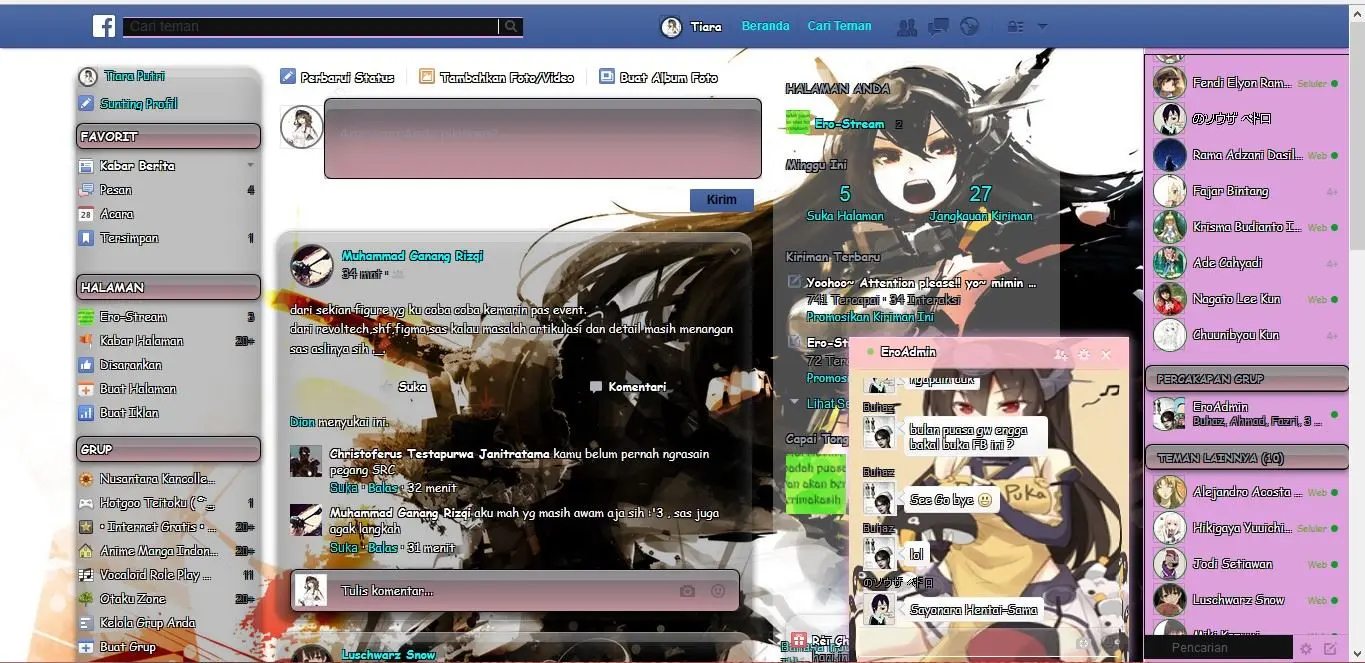 Cari teman
Tiara
Beranda
Cari Teman
Tiara Putri
Sunting Profil
FAVORIT
Kabar Berita
Pesan 4
28 Acara
Tersimpan 1
HALAMAN
Ero-Stream 3
Kabar Halaman 20+
Disarankan
Buat Halaman
Buat Iklan
GRUP
Nusantara Kancolle...
Hotgoo Teitoku 1
• Internet Gratis • ... 20+
Anime Manga Indon... 20+
Vocaloid Role Play ... 11
Otaku Zone 20+
Kelola Grup Anda
Buat Grup
Perbarui Status
Tambahkan Foto/Video
Buat Album Foto
Kirim
Muhammad Ganang Rizqi
34 mnt ·
dari sekian figure yg ku coba coba kemarin pas event.
dari revoltech,shf,figma,sas kalau masalah artikulasi dan detail masih menangan
sas aslinya sih ._.
Suka
Komentari
Dion menyukai ini.
Christoferus Testapurwa Janitratama kamu belum pernah ngrasain
pegang SRC
Suka · Balas · 32 menit
Muhammad Ganang Rizqi aku mah yg masih awam aja sih :'3 , sas juga
agak langkah
Suka · Balas · 31 menit
Tulis komentar...
Luschwarz Snow
HALAMAN ANDA
Ero-Stream 2
Minggu Ini
5
Suka Halaman
27
Jangkauan Kiriman
Kiriman Terbaru
Yoohoo~ Attention please!! yo~ mimin ...
741 Tercapai · 34 Interaksi
Promosikan Kiriman Ini
Ero-St
72 Terc
Promos
Lihat Se
Capai Tong
EroAdmin
ngapain duk
Buhaz
bulan puasa gw engga
bakal buka FB ini ?
Buhaz
See Go bye
Buhaz
lol
のソウザ ペドロ
Sayonara Hentai-Sama
PuKa
Fendi Elyon Ram... Seluler
のソウザ ペドロ
Rama Adzani Dasil... Web
Fajar Bintang 4+
Krisma Budianto I... Web
Ade Cahyadi 4+
Nagato Lee Kun Web
Chuunibyou Kun 4+
PERCAKAPAN GRUP
EroAdmin
Buhaz, Ahmad, Fazri, 3 ...
TEMAN LAINNYA (10)
Alejandro Acosta ... Web
Hikigaya Yuuichi... Seluler
Jodi Setiawan Web
Luschwarz Snow Web
Pencarian